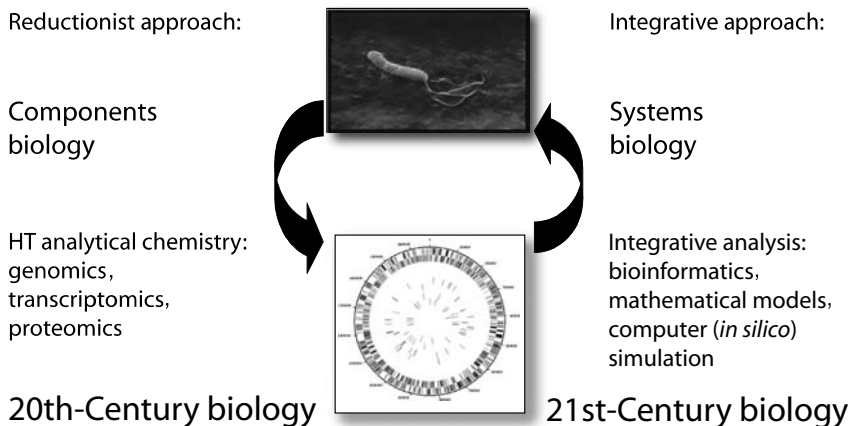 Reductionist approach:
Components
biology
HT analytical chemistry:
genomics,
transcriptomics,
proteomics
20th-Century biology
Integrative approach:
Systems
biology
Integrative analysis:
bioinformatics,
mathematical models,
computer (in silico)
simulation
21st-Century biology